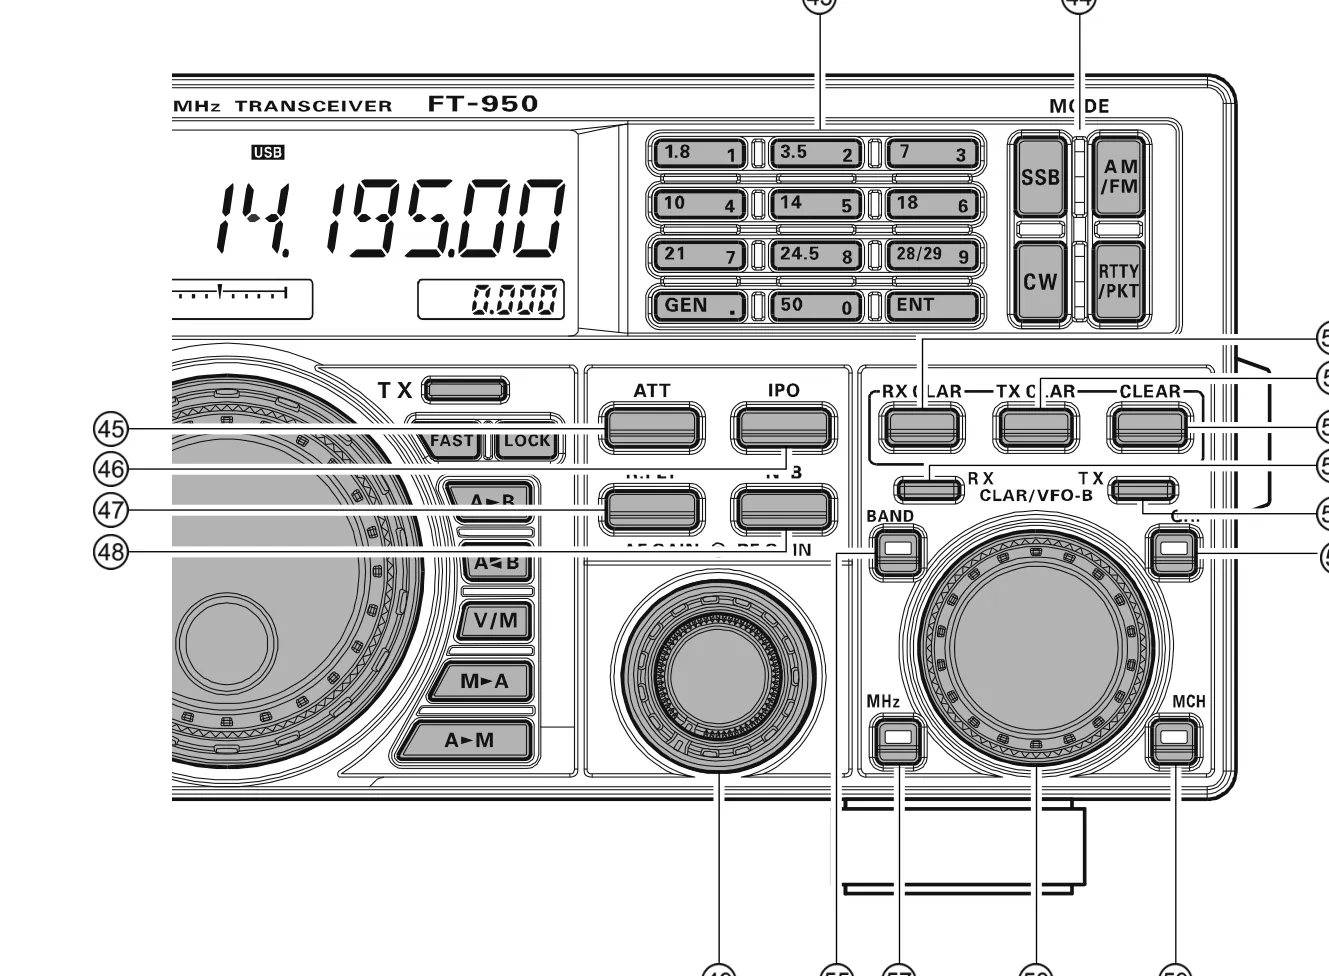 44
MHz TRANSCEIVER FT-950
MODE
USB
14.195.00
0.000
1.8 1
3.5 2
7 3
10 4
14 5
18 6
21 7
24.5 8
28/29 9
GEN .
50 0
ENT
SSB
AM
/FM
CW
RTTY
/PKT
TX
FAST
LOCK
A►B
A◄B
V/M
M►A
A►M
ATT
IPO
45
46
47
48
RX CLAR
TX CLAR
CLEAR
RX
TX
CLAR/VFO-B
BAND
MHz
MCH
55
57